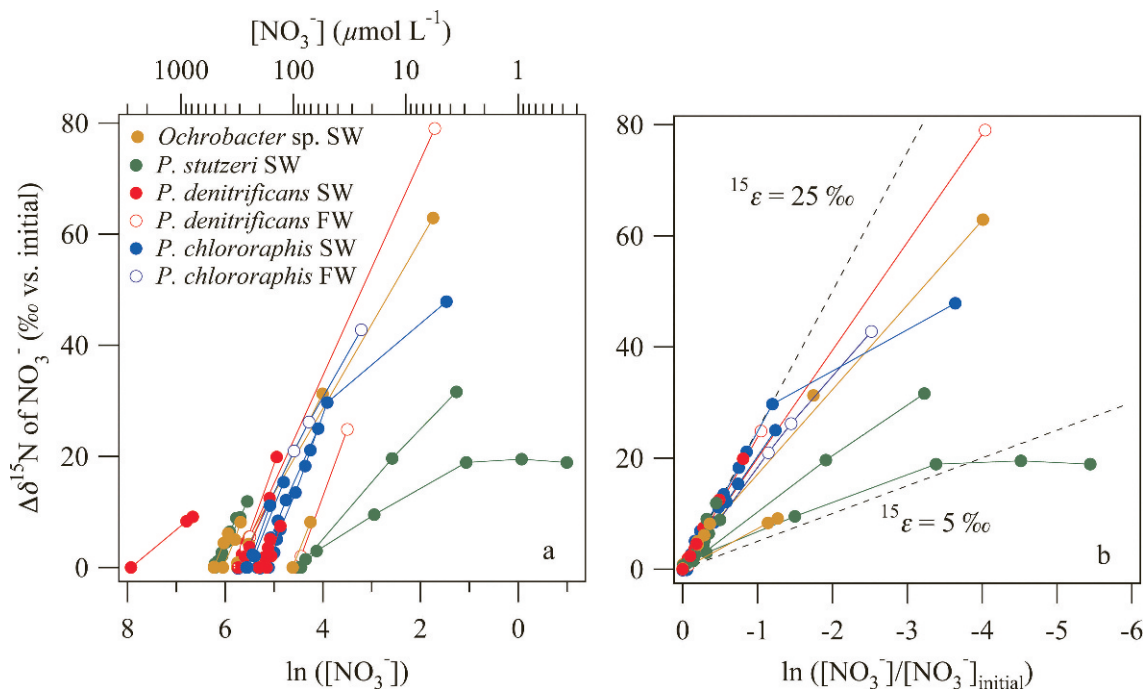 [NO₃⁻] (µmol L⁻¹)
1000 100 10 1
80
60
40
20
0
Δδ¹⁵N of NO₃⁻ (‰ vs. initial)
Ochrobacter sp. SW
P. stutzeri SW
P. denitrificans SW
P. denitrificans FW
P. chlororaphis SW
P. chlororaphis FW
a
8 6 4 2 0
ln ([NO₃⁻])
80
60
40
20
0
¹⁵ε = 25 ‰
¹⁵ε = 5 ‰
b
0 -1 -2 -3 -4 -5 -6
ln ([NO₃⁻]/[NO₃⁻]initial)